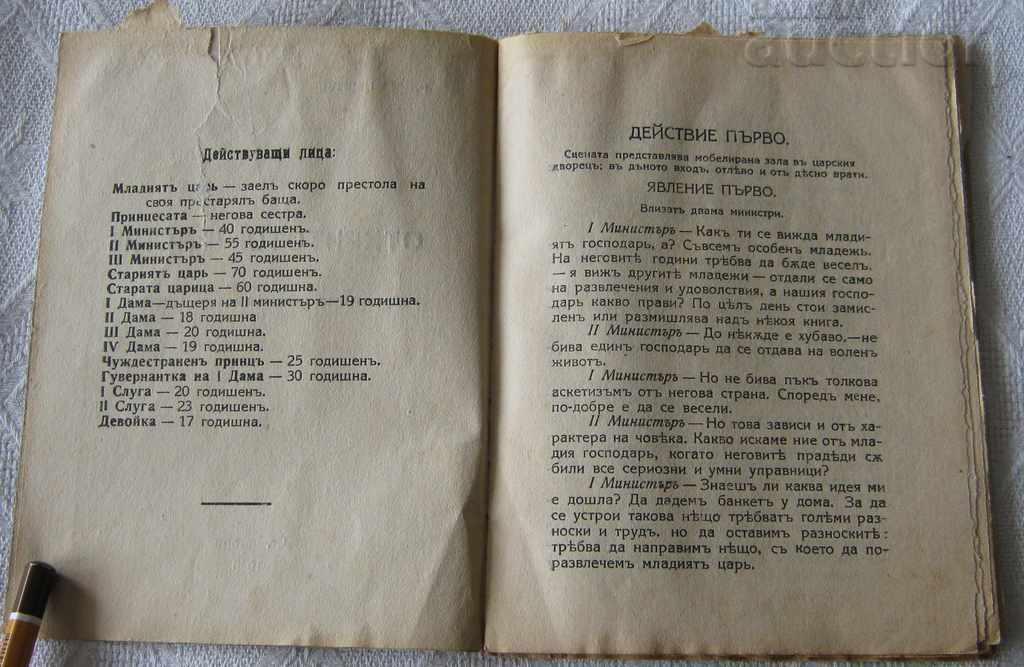 auction
Действуващи лица:
Младиятъ царь — заелъ скоро престола на
своя престарялъ баща.
Принцесата — негова сестра.
I Министъръ — 40 годишенъ.
II Министъръ — 55 годишенъ.
III Министъръ — 45 годишенъ.
Стариятъ царь — 70 годишенъ.
Старата царица — 60 годишна.
I Дама—дъщеря на II министъръ—19 годишна.
II Дама — 18 годишна
III Дама — 20 годишна.
IV Дама — 19 годишна.
Чуждестраненъ принцъ — 25 годишенъ.
Гувернантка на I Дама — 30 годишна.
I Слуга — 20 годишенъ.
II Слуга — 23 годишенъ.
Девойка — 17 годишна.
ДЕЙСТВИЕ ПЪРВО.
Сцената представлява мобелирана зала въ царския
дворецъ; въ дъното входъ, отлѣво и отъ дѣсно врати.
ЯВЛЕНИЕ ПЪРВО.
Влизатъ двама министри.
I Министъръ — Какъ ти се вижда млади-
ятъ господарь, а? Съвсемъ особенъ младежь.
На неговитѣ години трѣбва да бѫде веселъ.
— я вижъ другитѣ младежи — отдали се само
на развлечения и удоволствия, а нашия госпо-
дарь какво прави? По цѣлъ день стои замис-
ленъ или размишлява надъ нѣкоя книга.
II Министъръ — До нѣкѫде е хубаво,—не
бива единъ господарь да се отдава на воленъ
животъ.
I Министъръ — Но не бива пъкъ толкова
аскетизъмъ отъ негова страна. Споредъ мене,
по-добре е да се весели.
II Министъръ — Но това зависи и отъ ха-
рактера на човѣка. Какво искаме ние отъ мла-
дия господарь, когато неговитѣ прадѣди сѫ
били все сериозни и умни управници?
I Министъръ — Знаешъ ли каква идея ми
е дошла? Да дадемъ банкетъ у дома. За да
се устрои такова нѣщо трѣбватъ голѣми раз-
носки и трудъ, но да оставимъ разноскитѣ:
трѣбва да направимъ нѣщо, съ което да по-
развлечемъ младиятъ царь.